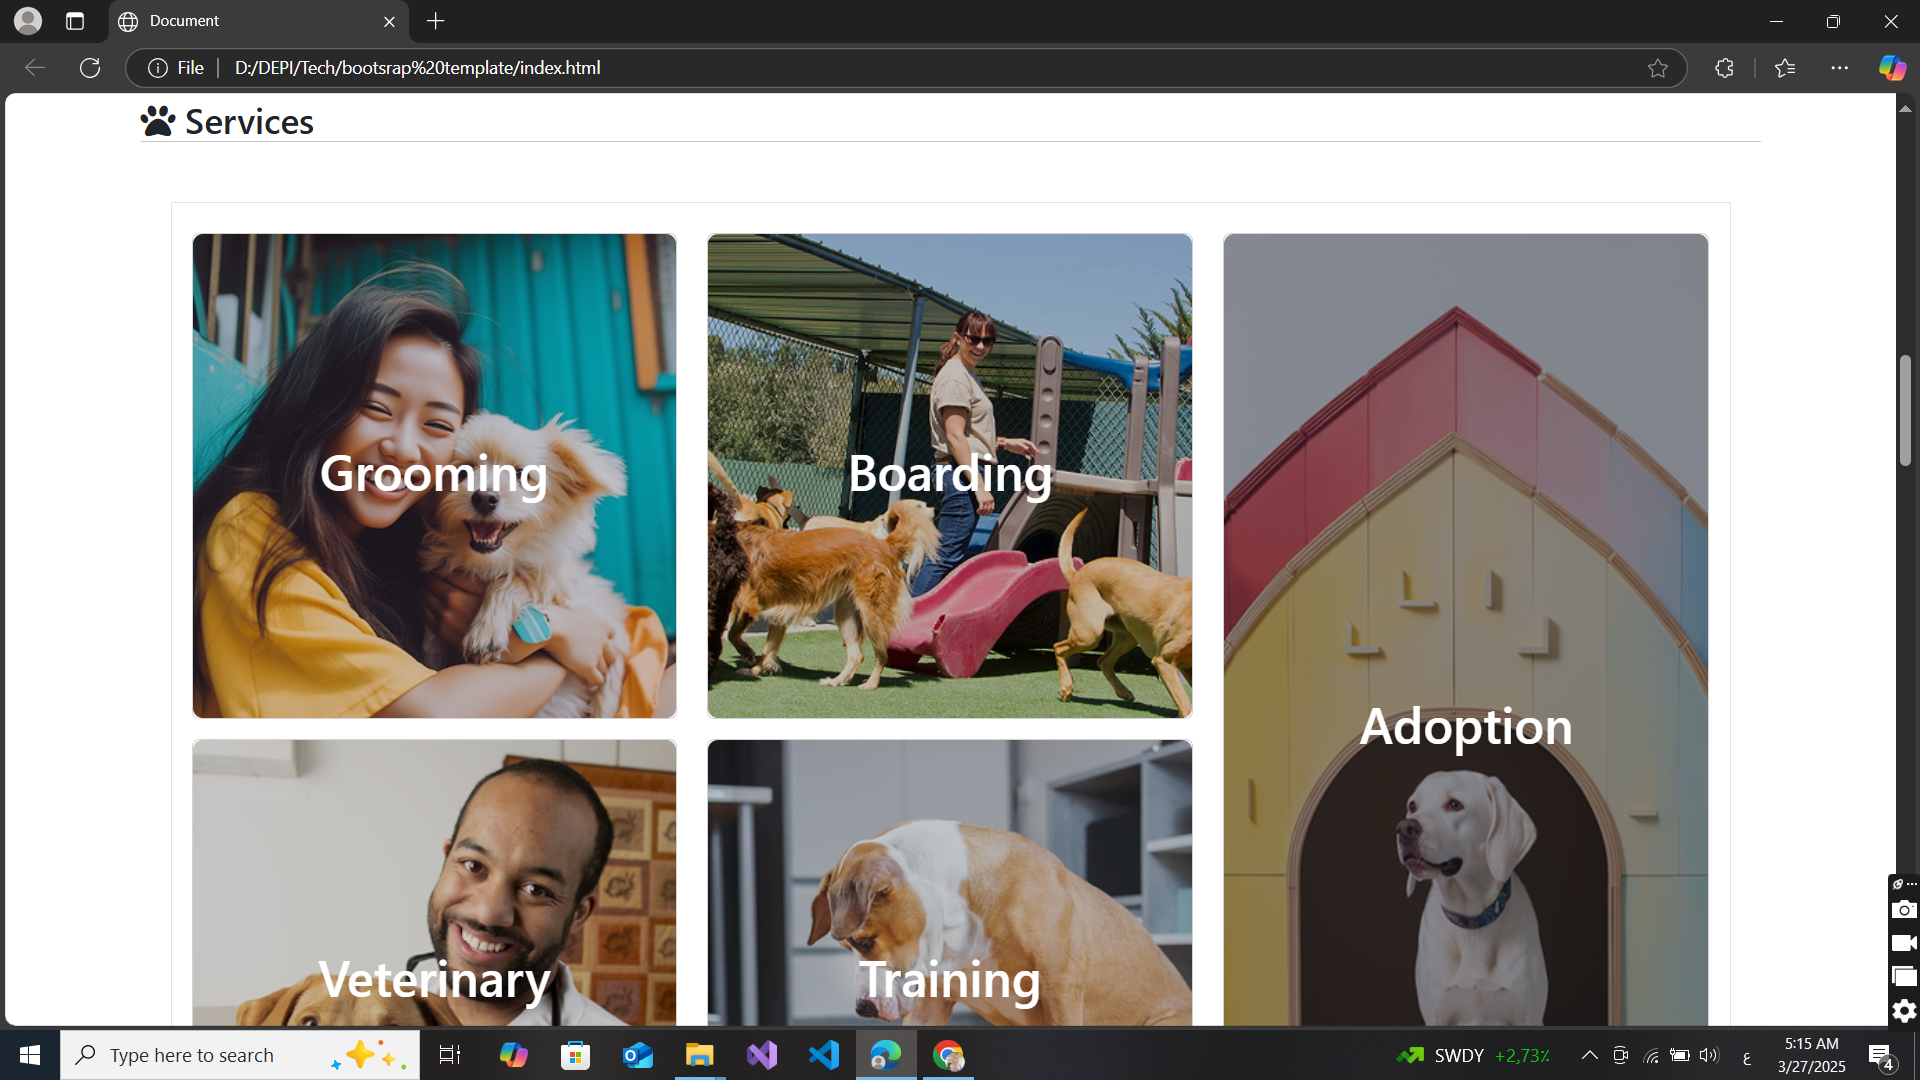 Document
File
D:/DEPI/Tech/bootsrap%20template/index.html
Services
Grooming
Boarding
Adoption
Veterinary
Training
Type here to search
SWDY +2,73٪
ع
5:15 AM
3/27/2025
4